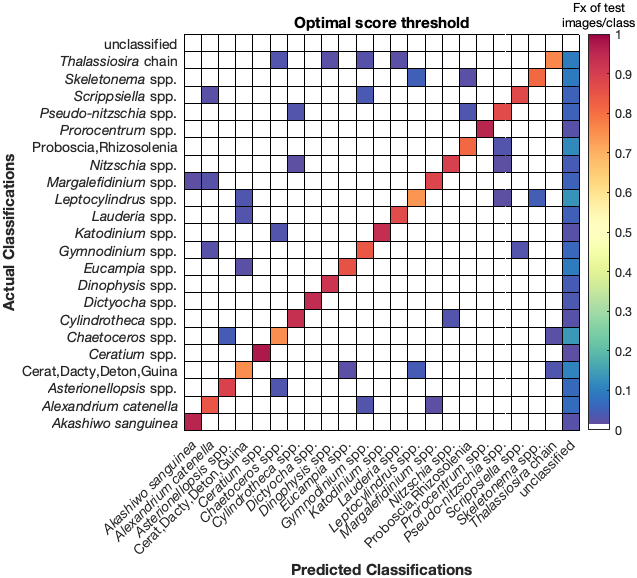 Fx of test
images/class
Optimal score threshold
unclassified
Thalassiosira chain
Skeletonema spp.
Scrippsiella spp.
Pseudo-nitzschia spp.
Prorocentrum spp.
Proboscia,Rhizosolenia
Nitzschia spp.
Margalefidinium spp.
Leptocylindrus spp.
Lauderia spp.
Katodinium spp.
Gymnodinium spp.
Eucampia spp.
Dinophysis spp.
Dictyocha spp.
Cylindrotheca spp.
Chaetoceros spp.
Ceratium spp.
Cerat,Dacty,Deton,Guina
Asterionellopsis spp.
Alexandrium catenella
Akashiwo sanguinea
Actual Classifications
1
0.9
0.8
0.7
0.6
0.5
0.4
0.3
0.2
0.1
0
Akashiwo sanguinea
Alexandrium catenella
Asterionellopsis spp.
Cerat,Dacty,Deton,Guina
Ceratium spp.
Chaetoceros spp.
Cylindrotheca spp.
Dictyocha spp.
Dinophysis spp.
Eucampia spp.
Gymnodinium spp.
Katodinium spp.
Lauderia spp.
Leptocylindrus spp.
Margalefidinium spp.
Nitzschia spp.
Proboscia,Rhizosolenia
Prorocentrum spp.
Pseudo-nitzschia spp.
Scrippsiella spp.
Skeletonema spp.
Thalassiosira chain
unclassified
Predicted Classifications